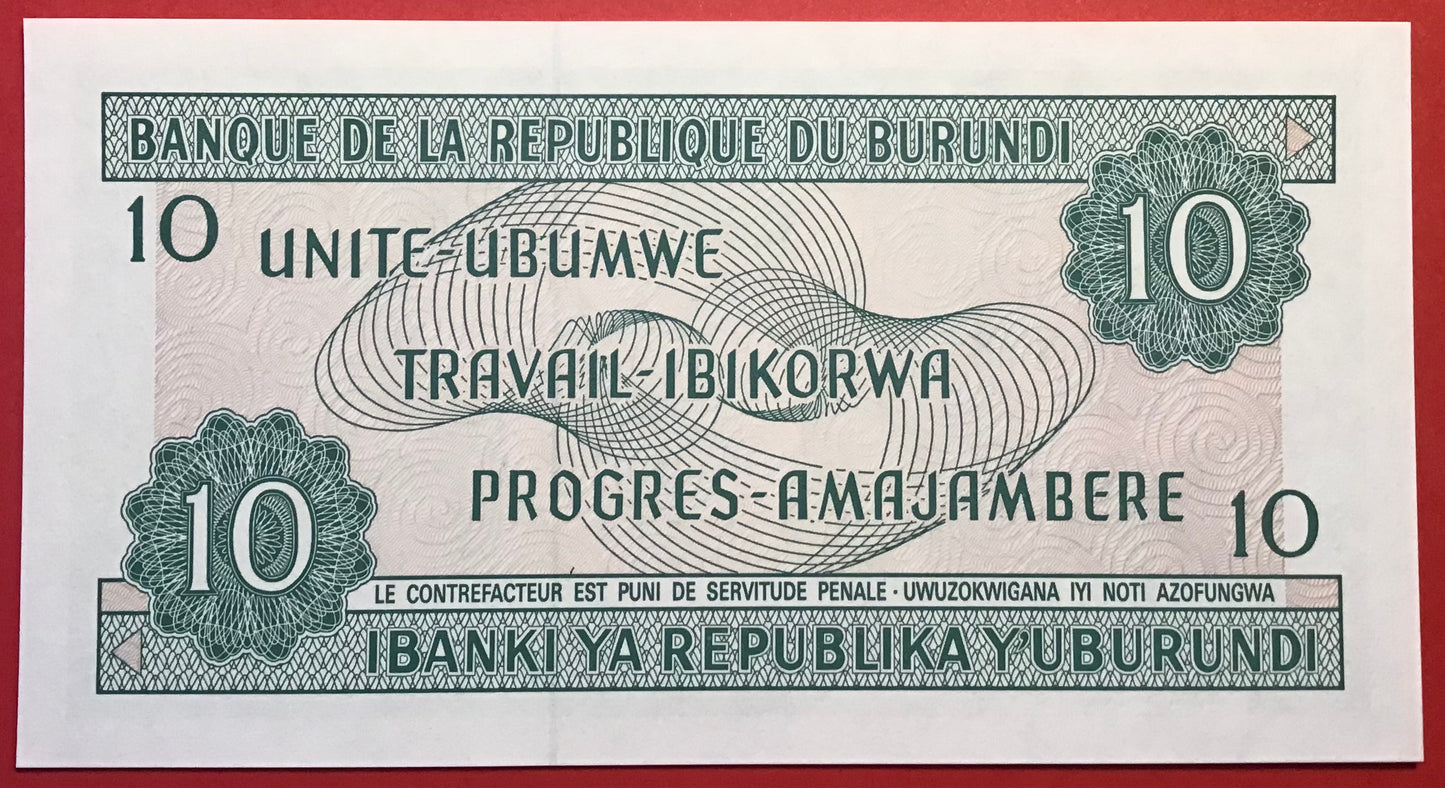 BANQUE DE LA REPUBLIQUE DU BURUNDI
10
10
UNITE-UBUMWE
TRAVAIL-IBIKORWA
PROGRES-AMAJAMBERE
10
10
LE CONTREFACTEUR EST PUNI DE SERVITUDE PENALE · UWUZOKWIGANA IYI NOTI AZOFUNGWA
IBANKI YA REPUBLIKA Y'UBURUNDI